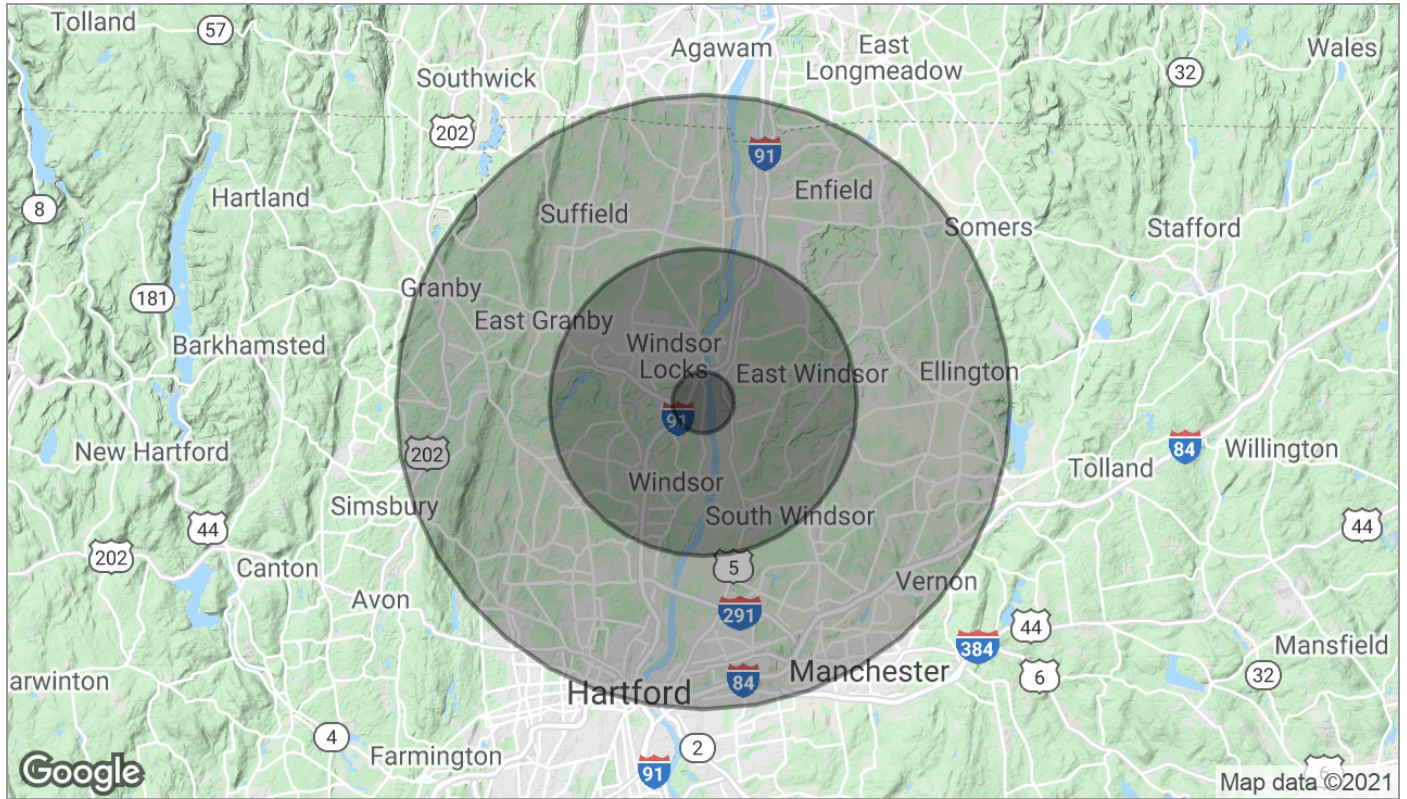 Tolland
57
Agawam
East
Longmeadow
Wales
32
Southwick
202
91
Hartland
8
Suffield
Enfield
Somers
Stafford
Granby
181
East Granby
Barkhamsted
Windsor
Locks
East Windsor
Ellington
91
New Hartford
202
84
Willington
Tolland
Windsor
Simsbury
South Windsor
44
44
202
Canton
5
Vernon
Avon
291
44
384
Mansfield
Manchester
6
32
arwinton
84
Hartford
4
2
Farmington
91
Google
6
Map data ©2021